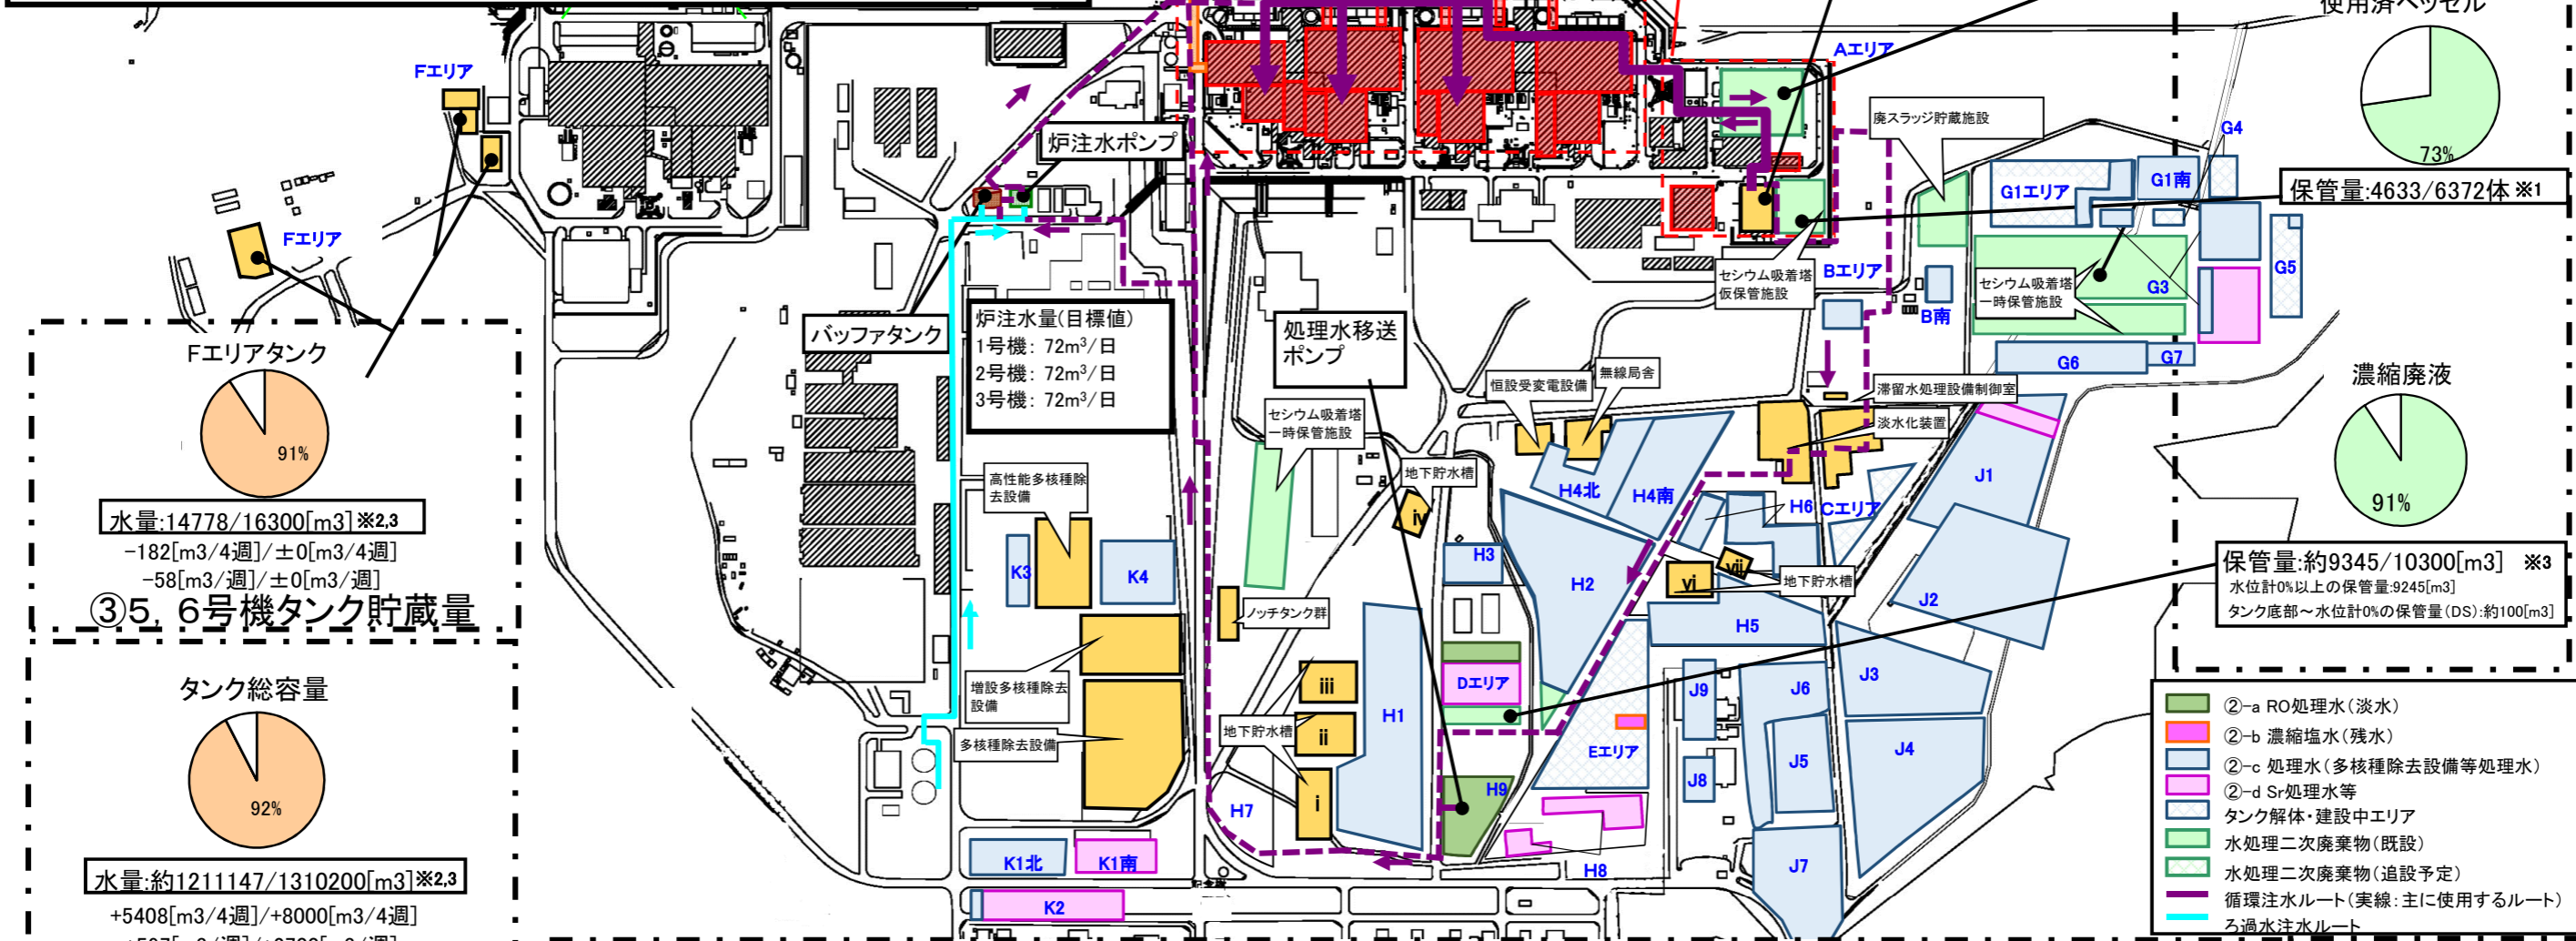 使用済ベッセル
73%
保管量:4633/6372体 ※1
Fエリア
Fエリア
炉注水ポンプ
Aエリア
廃スラッジ貯蔵施設
G4
G1エリア
G1南
G5
セシウム吸着塔
仮保管施設
Bエリア
B南
セシウム吸着塔
一時保管施設
G3
G6
G7
Fエリアタンク
91%
水量:14778/16300[m3]※2,3
−182[m3/4週]/±0[m3/4週]
−58[m3/週]/±0[m3/週]
③5, 6号機タンク貯蔵量
バッファタンク
炉注水量(目標値)
1号機: 72m³/日
2号機: 72m³/日
3号機: 72m³/日
処理水移送
ポンプ
恒設受変電設備
無線局舎
滞留水処理設備制御室
淡水化装置
セシウム吸着塔
一時保管施設
地下貯水槽
高性能多核種除
去設備
iv
H4北
H4南
H6
Cエリア
J1
濃縮廃液
91%
保管量:約9345/10300[m3] ※3
水位計0%以上の保管量:9245[m3]
タンク底部〜水位計0%の保管量(DS):約100[m3]
K3
K4
H3
H2
vi
vii
地下貯水槽
J2
ノッチタンク群
H5
増設多核種除去
設備
多核種除去設備
iii
ii
i
地下貯水槽
H1
Dエリア
Eエリア
H9
H7
H8
J9
J8
J6
J5
J3
J4
J7
K1北
K1南
K2
タンク総容量
92%
水量:約1211147/1310200[m3]※2,3
+5408[m3/4週]/+8000[m3/4週]
②-a RO処理水(淡水)
②-b 濃縮塩水(残水)
②-c 処理水(多核種除去設備等処理水)
②-d Sr処理水等
タンク解体・建設中エリア
水処理二次廃棄物(既設)
水処理二次廃棄物(追設予定)
循環注水ルート(実線:主に使用するルート)
ろ過水注水ルート